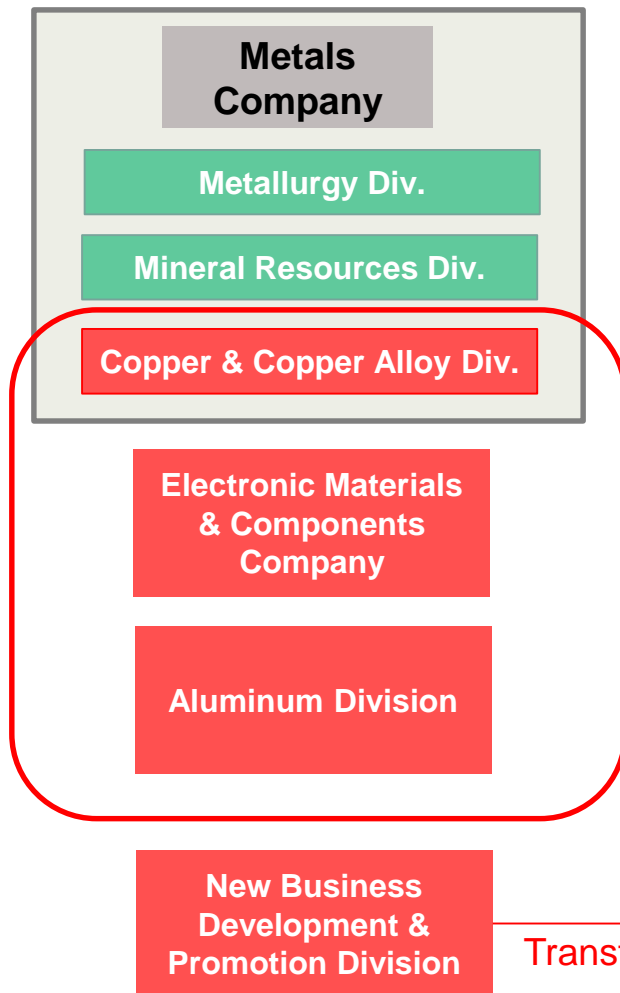 Metals
Company
Metallurgy Div.
Mineral Resources Div.
Copper & Copper Alloy Div.
Electronic Materials
& Components
Company
Aluminum Division
New Business
Development &
Promotion Division